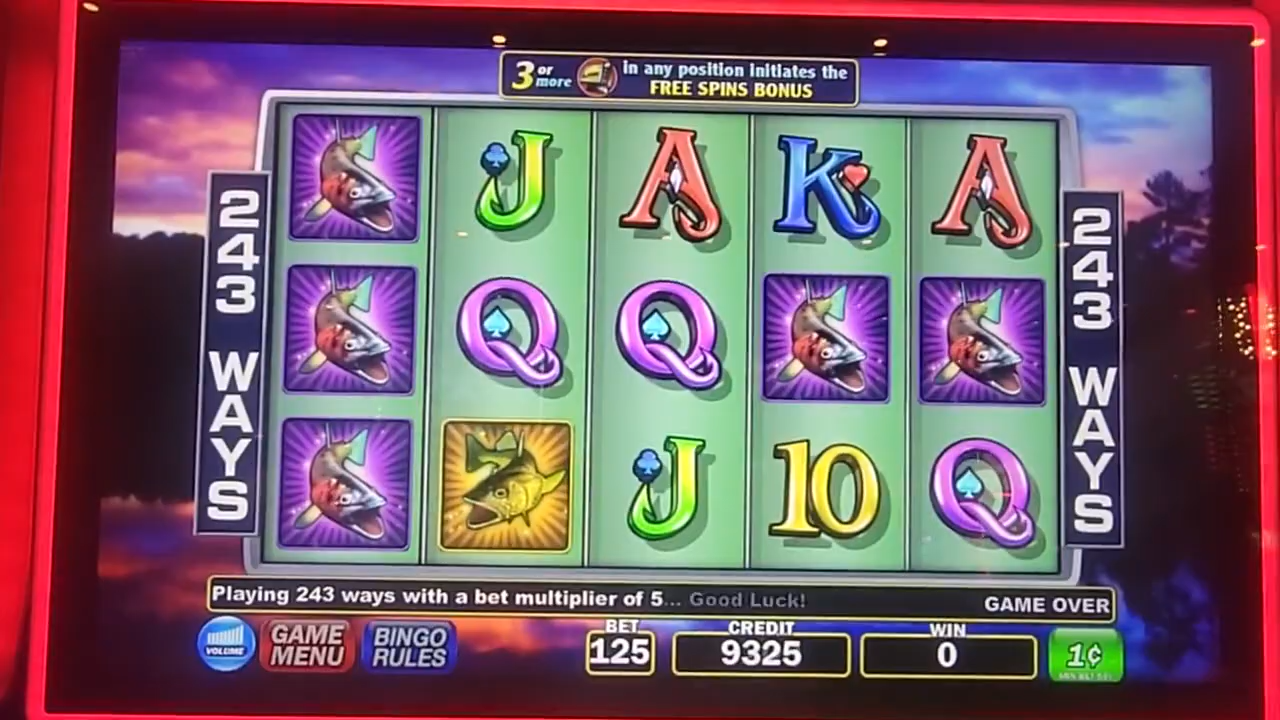 3 or more in any position initiates the
FREE SPINS BONUS
243 WAYS
243 WAYS
J A K A
Q Q
J 10 Q
Playing 243 ways with a bet multiplier of 5... Good Luck!
GAME OVER
VOLUME
GAME MENU
BINGO RULES
BET
125
CREDIT
9325
WIN
0
1¢